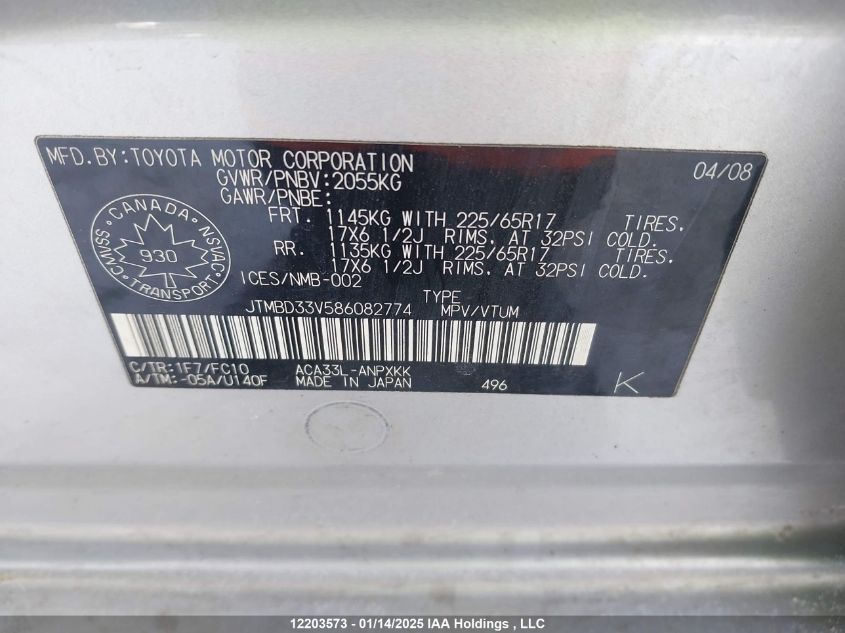 MFD.BY:TOYOTA MOTOR CORPORATION 04/08
GVWR/PNBV:2055KG
GAWR/PNBE:
FRT. 1145KG WITH 225/65R17 TIRES.
17X6 1/2J RIMS. AT 32PSI COLD.
RR. 1135KG WITH 225/65R17 TIRES.
17X6 1/2J RIMS. AT 32PSI COLD.
CANADA
CMVSS 930 NSVAC
TRANSPORT
ICES/NMB-002
TYPE
JTMBD33V586082774 MPV/VTUM
C/TR:1F7/FC10 ACA33L-ANPXKK
A/TM:-05A/U140F MADE IN JAPAN 496 K
12203573 - 01/14/2025 IAA Holdings , LLC